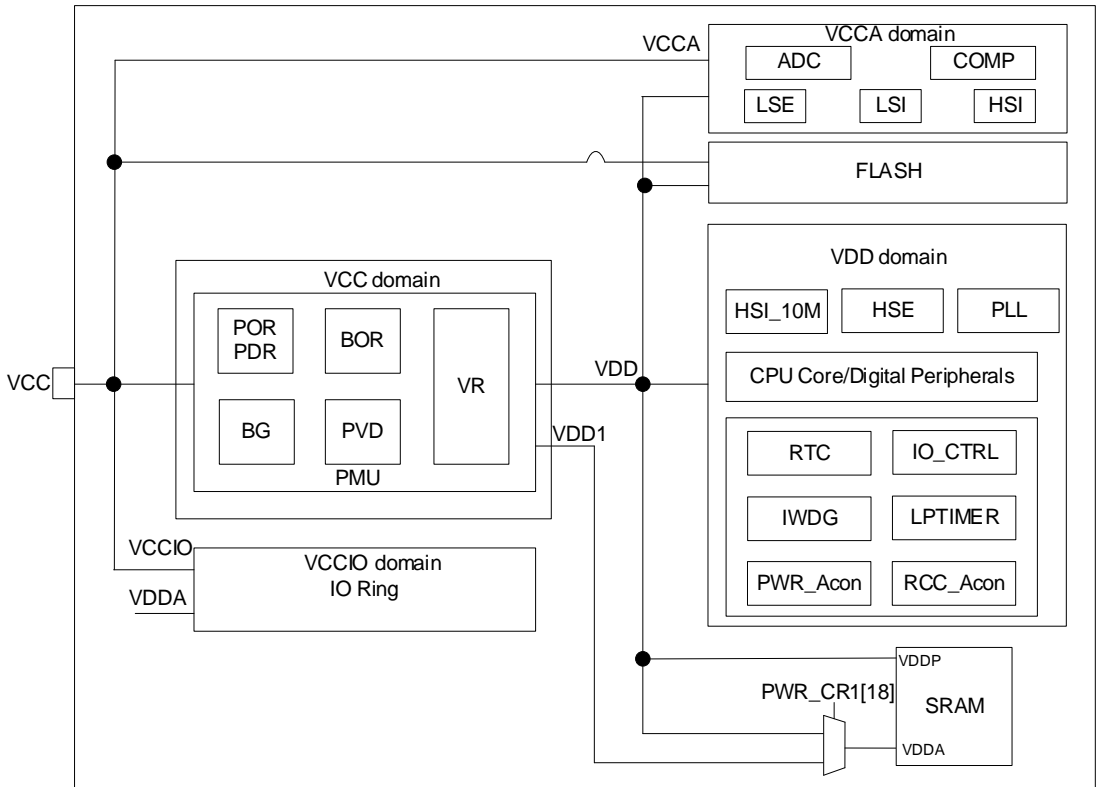 VCCA domain
VCCA
ADC
COMP
LSE
LSI
HSI
FLASH
VCC domain
POR
PDR
BOR
VR
BG
PVD
PMU
VCC
VDD
VDD1
VDD domain
HSI_10M
HSE
PLL
CPU Core/Digital Peripherals
RTC
IO_CTRL
IWDG
LPTIMER
PWR_Acon
RCC_Acon
VCCIO
VDDA
VCCIO domain
IO Ring
PWR_CR1[18]
VDDP
SRAM
VDDA